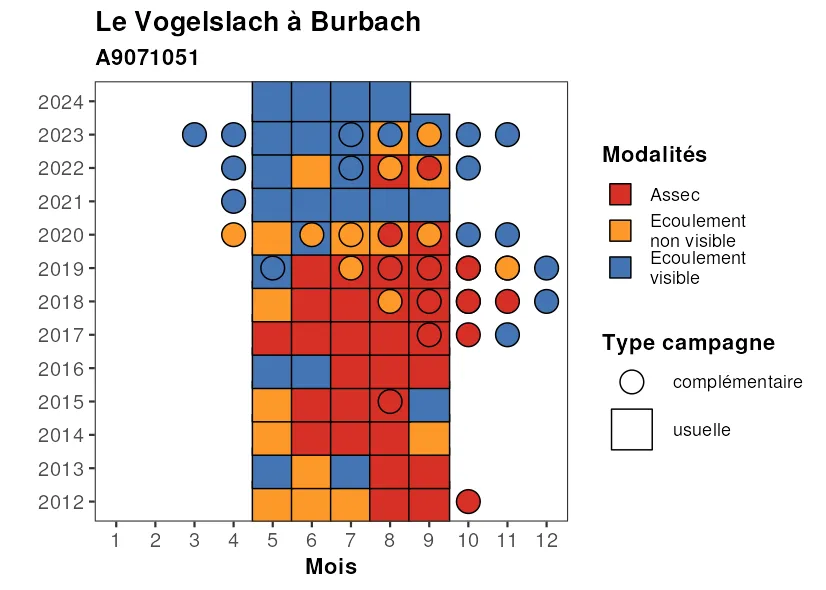 Le Vogelslach à Burbach
A9071051
2024
2023
2022
2021
2020
2019
2018
2017
2016
2015
2014
2013
2012
1 2 3 4 5 6 7 8 9 10 11 12
Mois
Modalités
Assec
Ecoulement
non visible
Ecoulement
visible
Type campagne
complémentaire
usuelle